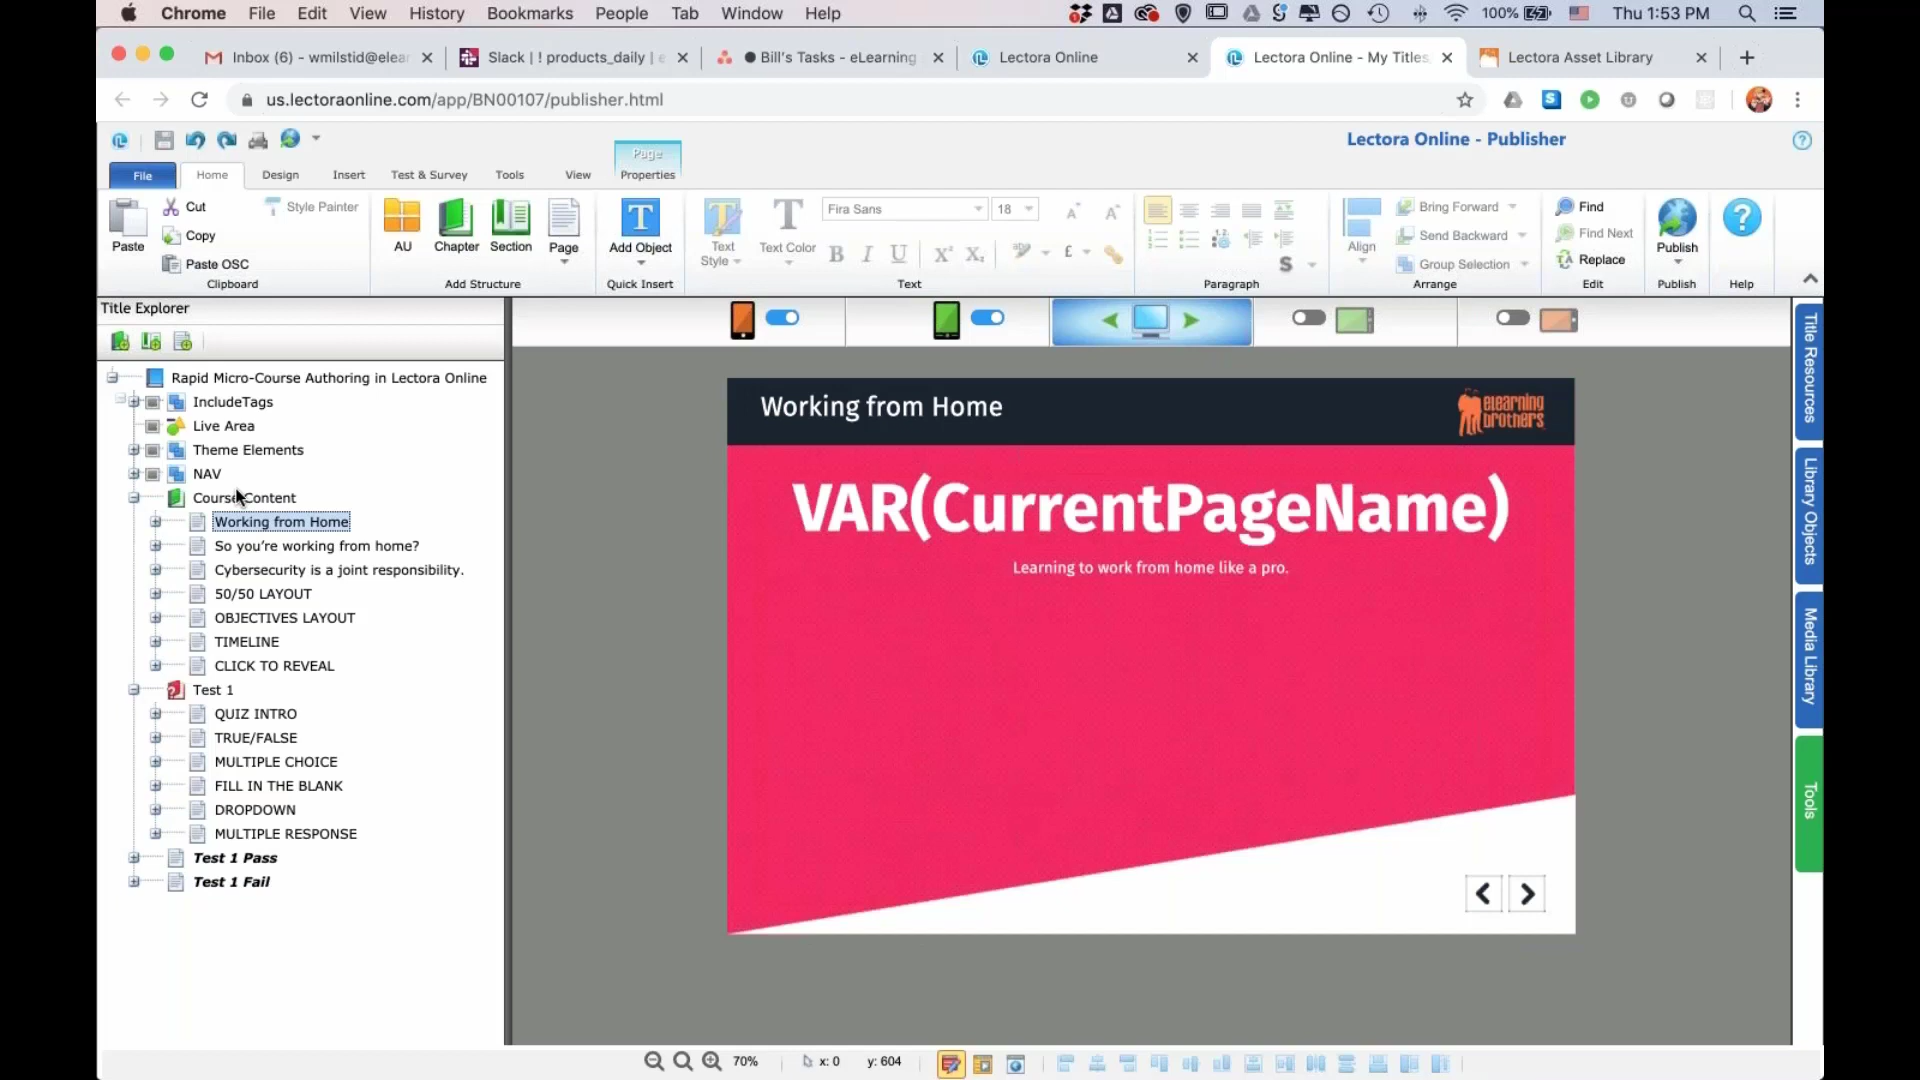 Chrome File Edit View History Bookmarks People Tab Window Help 100% Thu 1:53 PM
Inbox (6) - wmilstid@elear Slack | ! products_daily | e Bill's Tasks - eLearning Lectora Online Lectora Online - My Titles, Lectora Asset Library
us.lectoraonline.com/app/BN00107/publisher.html
Lectora Online - Publisher
Page
File Home Design Insert Test & Survey Tools View Properties
Paste Cut Copy Paste OSC Style Painter
Clipboard
AU Chapter Section Page
Add Structure
Add Object
Quick Insert
Text Style Text Color Fira Sans 18
B I U X² X₂ £
Text
S
Paragraph
Align Bring Forward Send Backward Group Selection
Arrange
Find Find Next Replace
Edit
Publish
Publish
Help
Title Explorer
Rapid Micro-Course Authoring in Lectora Online
IncludeTags
Live Area
Theme Elements
NAV
Course Content
Working from Home
So you're working from home?
Cybersecurity is a joint responsibility.
50/50 LAYOUT
OBJECTIVES LAYOUT
TIMELINE
CLICK TO REVEAL
Test 1
QUIZ INTRO
TRUE/FALSE
MULTIPLE CHOICE
FILL IN THE BLANK
DROPDOWN
MULTIPLE RESPONSE
Test 1 Pass
Test 1 Fail
Working from Home
elearning
brothers
VAR(CurrentPageName)
Learning to work from home like a pro.
Title Resources
Library Objects
Media Library
Tools
70% x: 0 y: 604